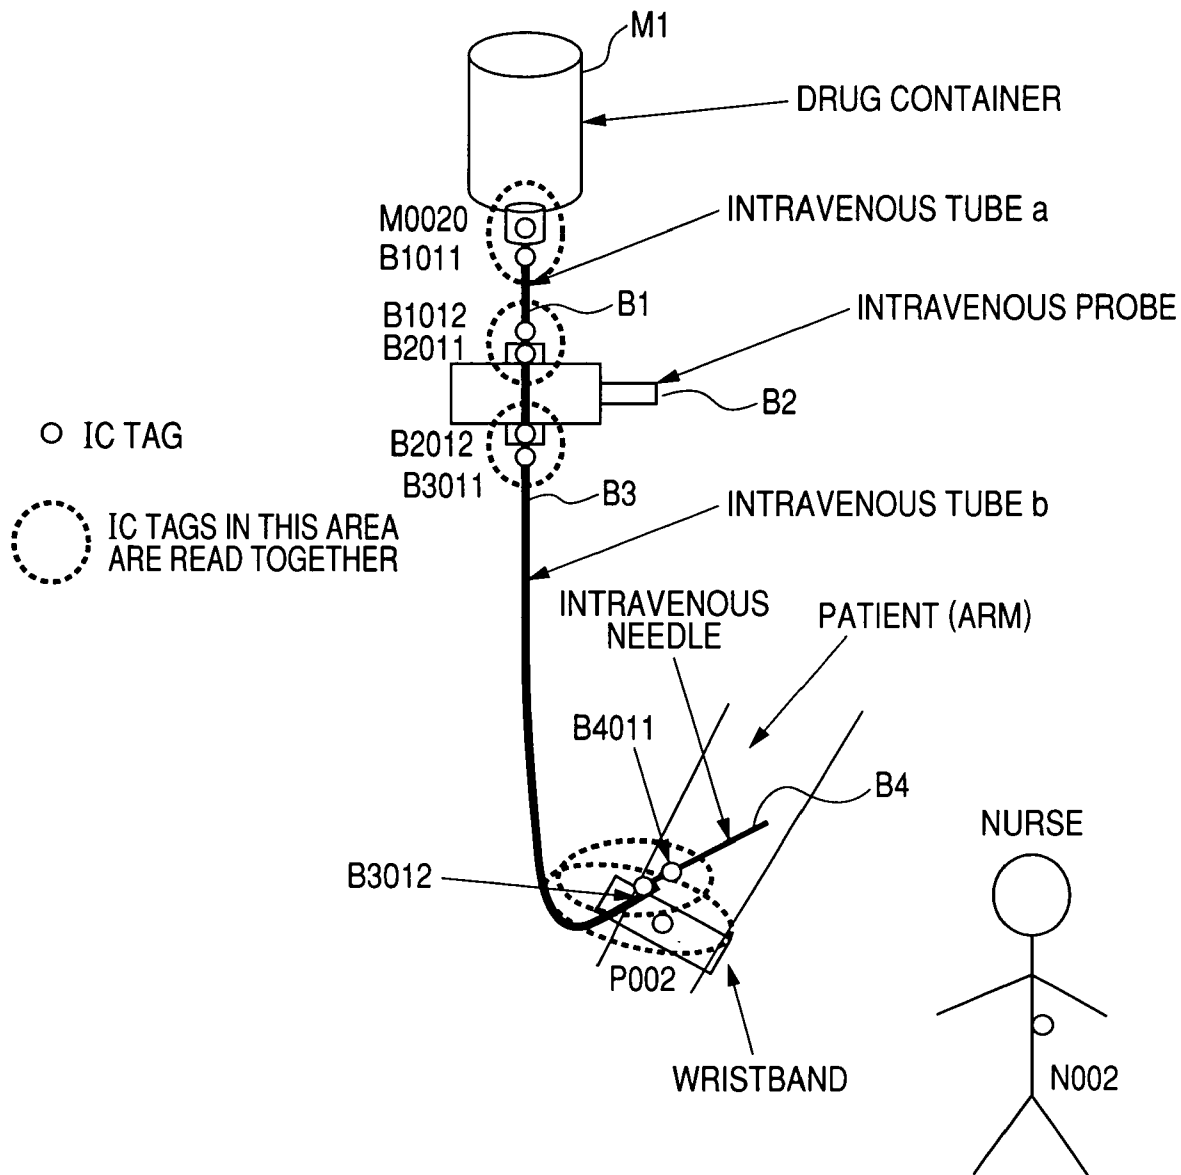 M1
DRUG CONTAINER
M0020
INTRAVENOUS TUBE a
B1011
B1012
B1
INTRAVENOUS PROBE
B2011
B2
IC TAG
B2012
B3011
B3
INTRAVENOUS TUBE b
IC TAGS IN THIS AREA
ARE READ TOGETHER
INTRAVENOUS
NEEDLE
PATIENT (ARM)
B4011
B4
NURSE
B3012
P002
WRISTBAND
N002